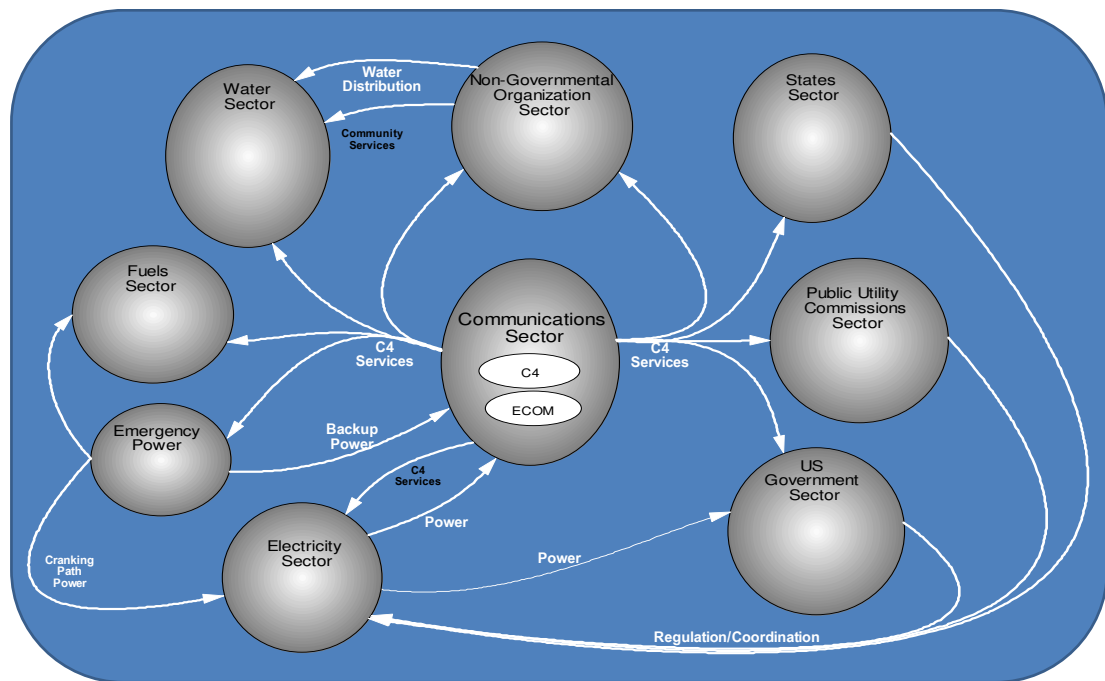 Water
Sector
Water
Distribution
Community
Services
Non-Governmental
Organization
Sector
States
Sector
Fuels
Sector
C4
Services
Communications
Sector
C4
ECOM
C4
Services
Public Utility
Commissions
Sector
Emergency
Power
Backup
Power
C4
Services
Power
US
Government
Sector
Cranking
Path
Power
Electricity
Sector
Power
Regulation/Coordination